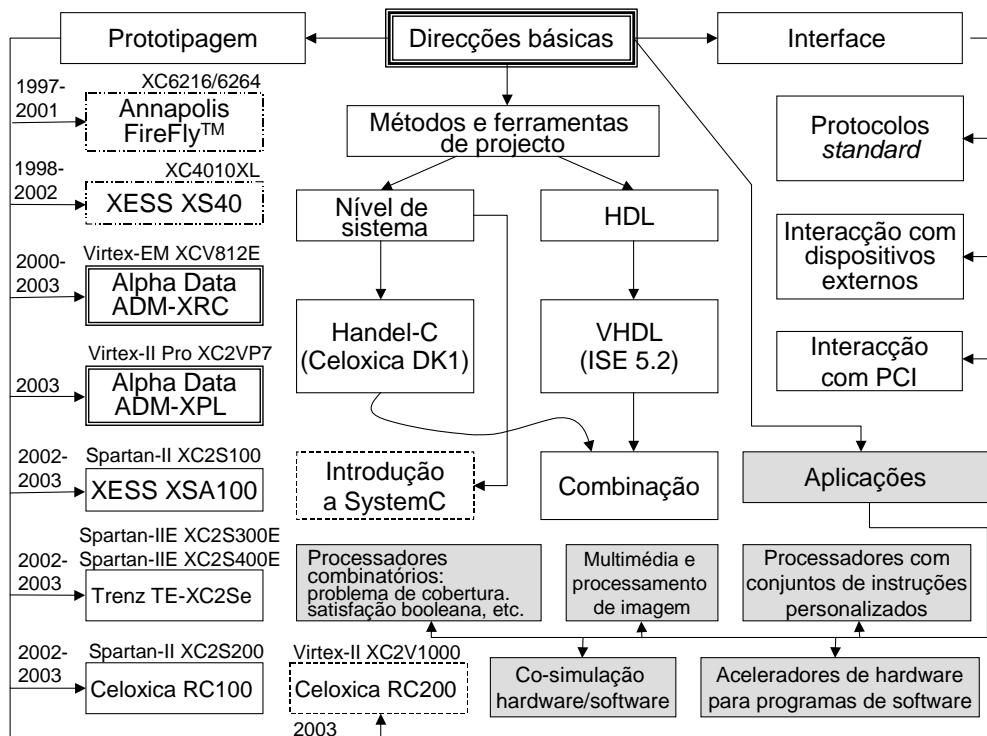 Prototipagem
Direcções básicas
Interface
1997-
2001
XC6216/6264
Annapolis
FireFly™
Métodos e ferramentas
de projecto
Protocolos
standard
1998-
2002
XC4010XL
XESS XS40
Nível de
sistema
HDL
Interacção com
dispositivos
externos
2000-
2003
Virtex-EM XCV812E
Alpha Data
ADM-XRC
Handel-C
(Celoxica DK1)
VHDL
(ISE 5.2)
Interacção
com PCI
2003
Virtex-II Pro XC2VP7
Alpha Data
ADM-XPL
2002-
2003
Spartan-II XC2S100
XESS XSA100
Introdução
a SystemC
Combinação
Aplicações
2002-
2003
Spartan-IIE XC2S300E
Spartan-IIE XC2S400E
Trenz TE-XC2Se
Processadores
combinatórios:
problema de cobertura.
satisfação booleana, etc.
Multimédia e
processamento
de imagem
Processadores com
conjuntos de instruções
personalizados
2002-
2003
Spartan-II XC2S200
Celoxica RC100
Virtex-II XC2V1000
Celoxica RC200
2003
Co-simulação
hardware/software
Aceleradores de hardware
para programas de software